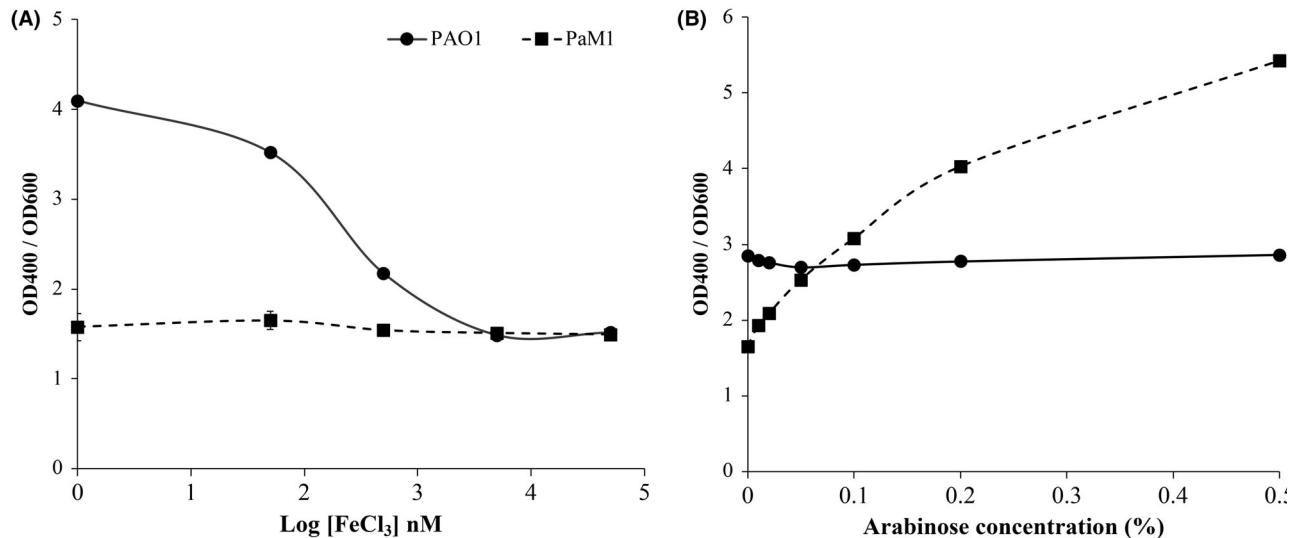 (A)
5
4
3
2
1
0
0 1 2 3 4 5
OD400 / OD600
Log [FeCl₃] nM
PAO1 PaM1
(B)
6
5
4
3
2
1
0
0 0.1 0.2 0.3 0.4
OD400 / OD600
Arabinose concentration (%)